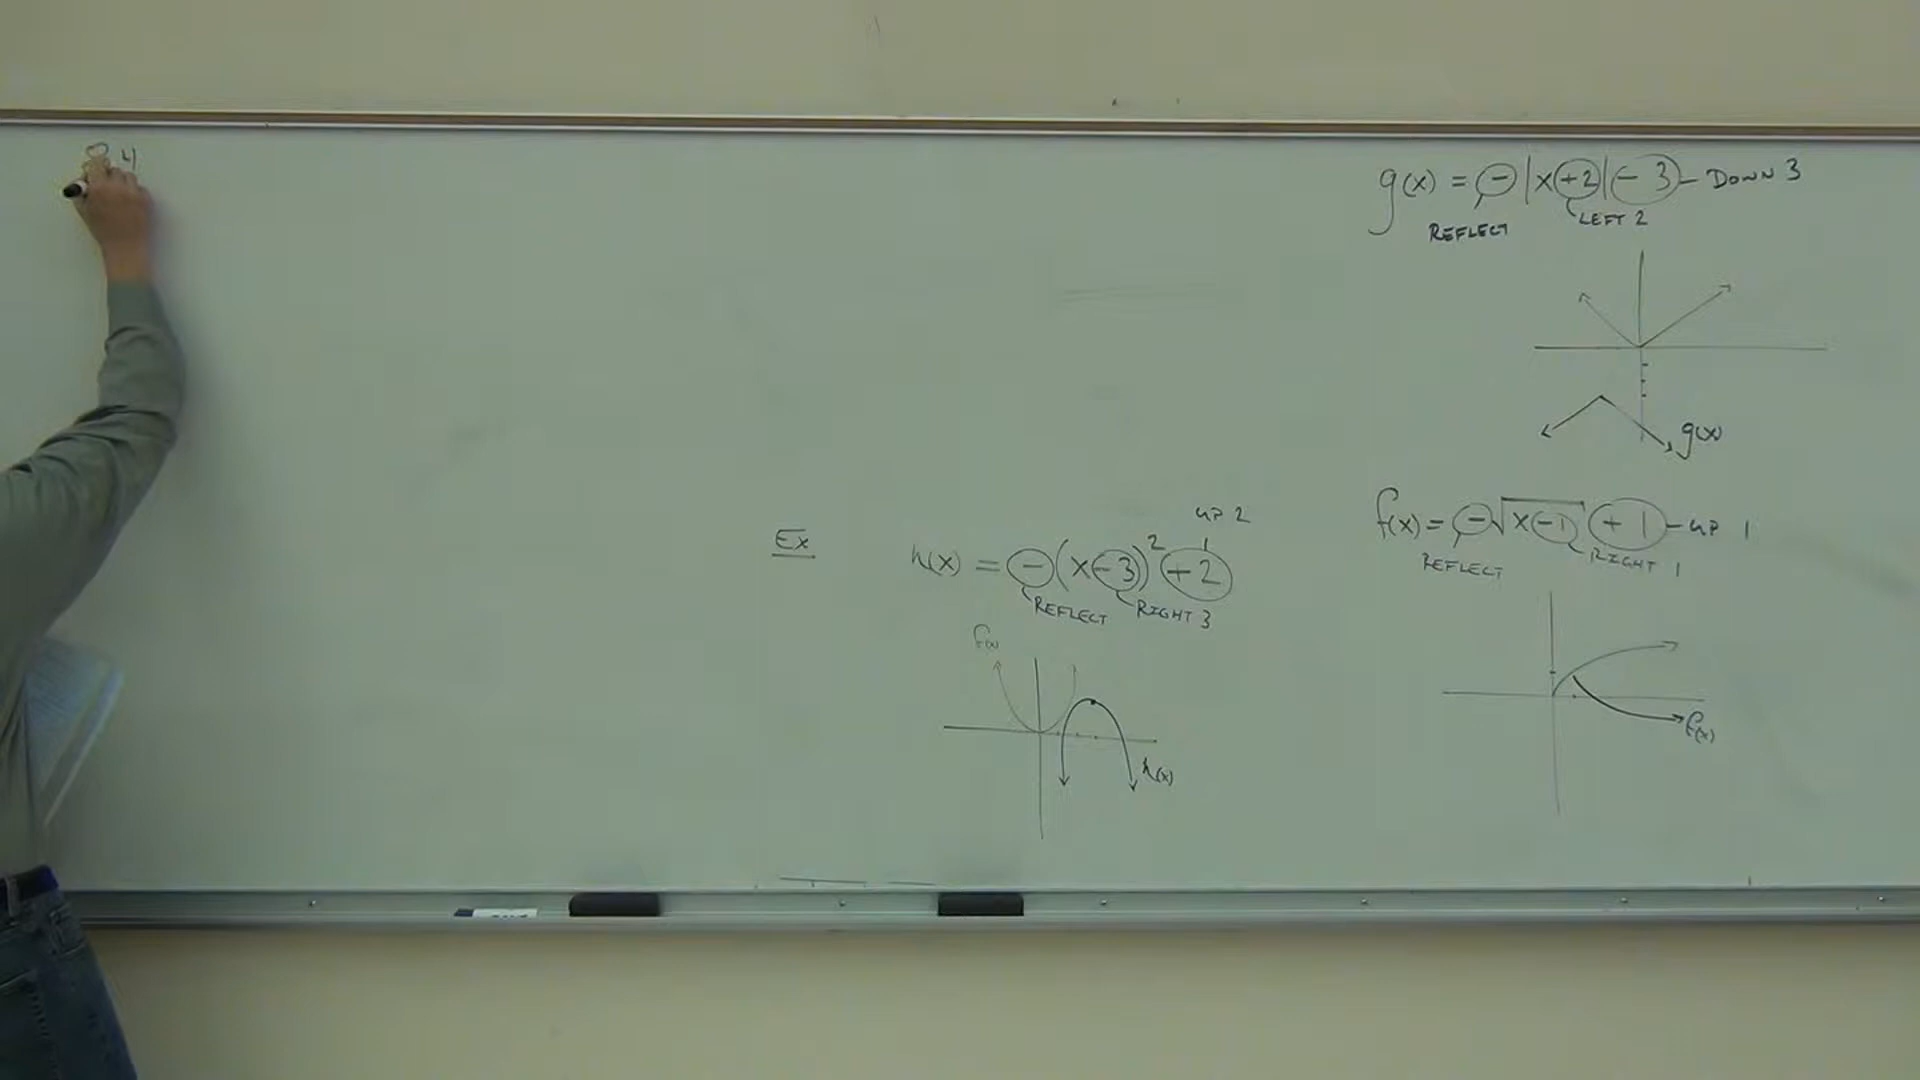 g(x) = - |x+2| - 3 - DOWN 3
REFLECT LEFT 2
g(x)
Ex
UP 2
h(x) = - (x-3)² + 2
REFLECT RIGHT 3
f(x)
h(x)
f(x) = - √x-1 + 1 - UP 1
REFLECT RIGHT 1
f(x)